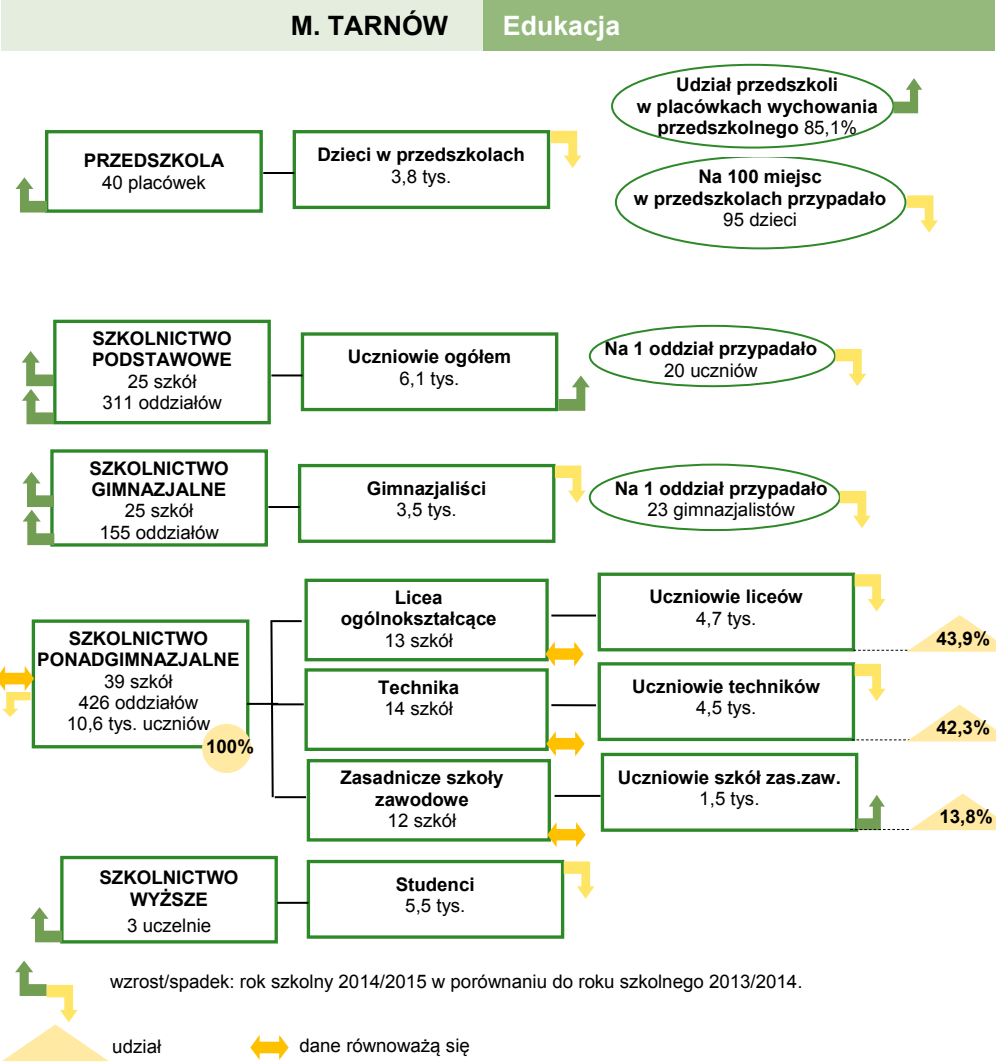 M. TARNÓW
Edukacja
PRZEDSZKOLA
40 placówek
Dzieci w przedszkolach
3,8 tys.
Udział przedszkoli
w placówkach wychowania
przedszkolnego 85,1%
Na 100 miejsc
w przedszkolach przypadało
95 dzieci
SZKOLNICTWO
PODSTAWOWE
25 szkół
311 oddziałów
Uczniowie ogółem
6,1 tys.
Na 1 oddział przypadało
20 uczniów
SZKOLNICTWO
GIMNAZJALNE
25 szkół
155 oddziałów
Gimnazjaliści
3,5 tys.
Na 1 oddział przypadało
23 gimnazjalistów
SZKOLNICTWO
PONADGIMNAZJALNE
39 szkół
426 oddziałów
10,6 tys. uczniów
100%
Licea
ogólnokształcące
13 szkół
Uczniowie liceów
4,7 tys.
43,9%
Technika
14 szkół
Uczniowie techników
4,5 tys.
42,3%
Zasadnicze szkoły
zawodowe
12 szkół
Uczniowie szkół zas.zaw.
1,5 tys.
13,8%
SZKOLNICTWO
WYŻSZE
3 uczelnie
Studenci
5,5 tys.
wzrost/spadek: rok szkolny 2014/2015 w porównaniu do roku szkolnego 2013/2014.
udział
dane równoważą się